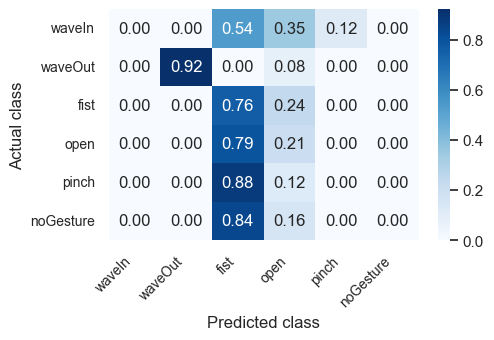 waveIn 0.00 0.00 0.54 0.35 0.12 0.00
waveOut 0.00 0.92 0.00 0.08 0.00 0.00
fist 0.00 0.00 0.76 0.24 0.00 0.00
open 0.00 0.00 0.79 0.21 0.00 0.00
pinch 0.00 0.00 0.88 0.12 0.00 0.00
noGesture 0.00 0.00 0.84 0.16 0.00 0.00
Actual class
waveIn waveOut fist open pinch noGesture
Predicted class
0.8
0.6
0.4
0.2
0.0